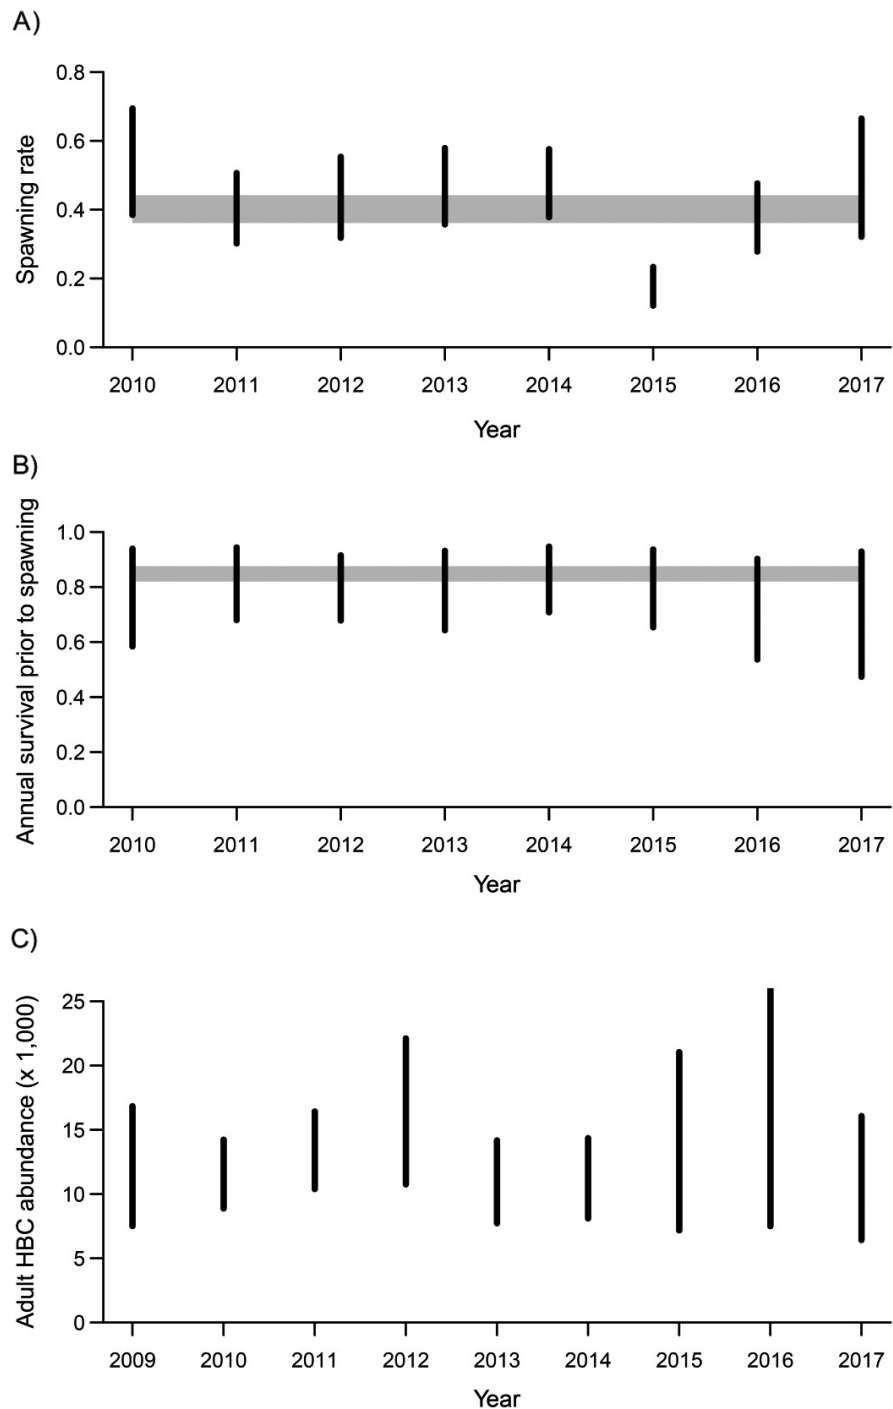 A)
Spawning rate
0.8
0.6
0.4
0.2
0.0
2010 2011 2012 2013 2014 2015 2016 2017
Year
B)
Annual survival prior to spawning
1.0
0.8
0.6
0.4
0.2
0.0
2010 2011 2012 2013 2014 2015 2016 2017
Year
C)
Adult HBC abundance (x 1,000)
25
20
15
10
5
0
2009 2010 2011 2012 2013 2014 2015 2016 2017
Year